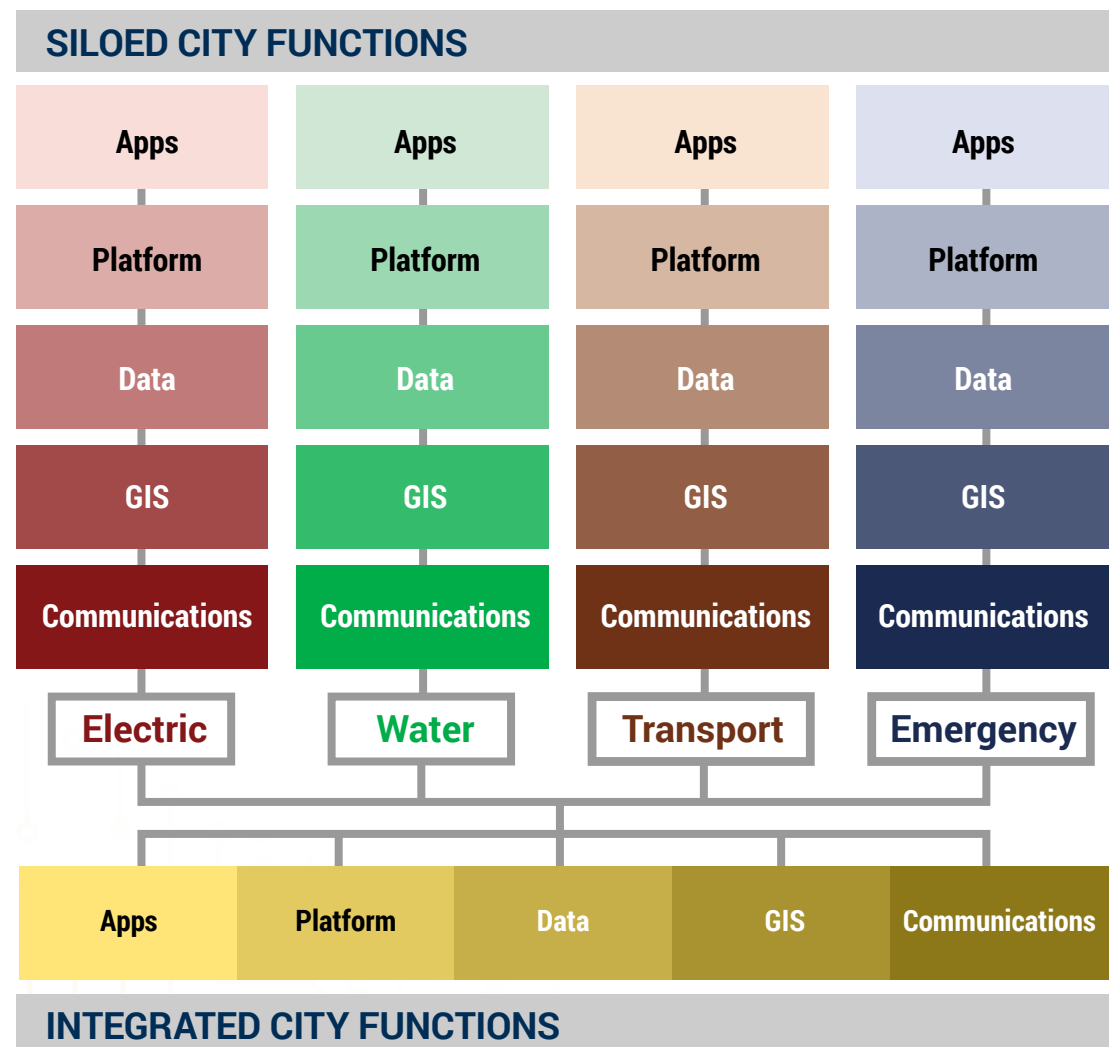 SILOED CITY FUNCTIONS
Apps
Apps
Apps
Apps
Platform
Platform
Platform
Platform
Data
Data
Data
Data
GIS
GIS
GIS
GIS
Communications
Communications
Communications
Communications
Electric
Water
Transport
Emergency
Apps
Platform
Data
GIS
Communications
INTEGRATED CITY FUNCTIONS